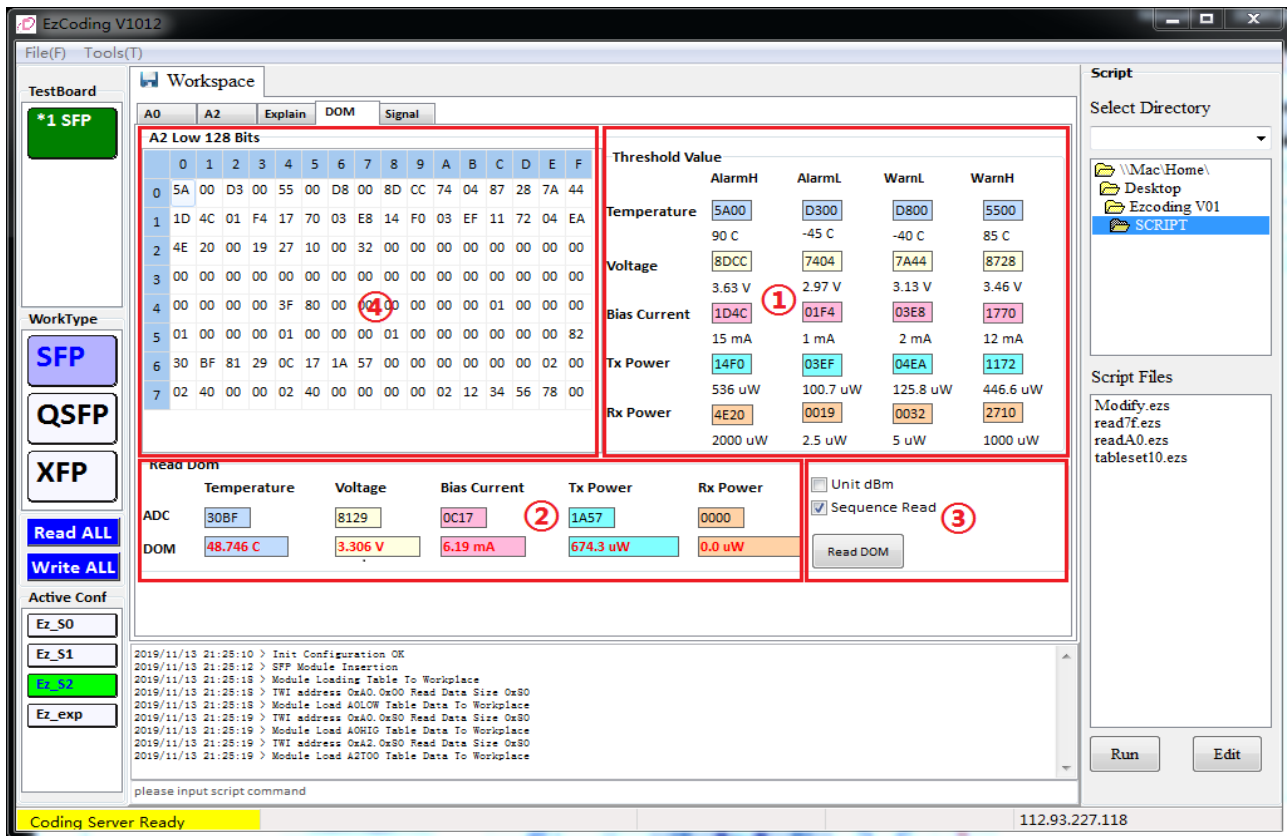 EzCoding V1012
File(F) Tools(T)
TestBoard
*1 SFP
WorkType
SFP
QSFP
XFP
Read ALL
Write ALL
Active Conf
Ez_S0
Ez_S1
Ez_S2
Ez_exp
Workspace
A0 A2 Explain DOM Signal
A2 Low 128 Bits
0 1 2 3 4 5 6 7 8 9 A B C D E F
0 5A 00 D3 00 55 00 D8 00 8D CC 74 04 87 28 7A 44
1 1D 4C 01 F4 17 70 03 E8 14 F0 03 EF 11 72 04 EA
2 4E 20 00 19 27 10 00 32 00 00 00 00 00 00 00 00
3 00 00 00 00 00 00 00 00 00 00 00 00 00 00 00 00
4 00 00 00 00 3F 80 00 00 00 00 00 00 01 00 00 00
5 01 00 00 00 01 00 00 00 01 00 00 00 00 00 00 82
6 30 BF 81 29 0C 17 1A 57 00 00 00 00 00 00 02 00
7 02 40 00 00 02 40 00 00 00 00 02 12 34 56 78 00
④
Threshold Value
AlarmH AlarmL WarnL WarnH
Temperature 5A00 D300 D800 5500
90 C -45 C -40 C 85 C
Voltage 8DCC 7404 7A44 8728
3.63 V 2.97 V 3.13 V 3.46 V
①
Bias Current 1D4C 01F4 03E8 1770
15 mA 1 mA 2 mA 12 mA
Tx Power 14F0 03EF 04EA 1172
536 uW 100.7 uW 125.8 uW 446.6 uW
Rx Power 4E20 0019 0032 2710
2000 uW 2.5 uW 5 uW 1000 uW
Read Dom
Temperature Voltage Bias Current Tx Power Rx Power
ADC 30BF 8129 0C17 1A57 0000
②
DOM 48.746 C 3.306 V 6.19 mA 674.3 uW 0.0 uW
Unit dBm
Sequence Read
③
Read DOM
2019/11/13 21:25:10 > Init Configuration OK
2019/11/13 21:25:12 > SFP Module Insertion
2019/11/13 21:25:18 > Module Loading Table To Workplace
2019/11/13 21:25:18 > TWI address 0xA0.0x00 Read Data Size 0x80
2019/11/13 21:25:18 > Module Load A0LOW Table Data To Workplace
2019/11/13 21:25:19 > TWI address 0xA0.0x80 Read Data Size 0x80
2019/11/13 21:25:19 > Module Load A0HIG Table Data To Workplace
2019/11/13 21:25:19 > TWI address 0xA2.0x80 Read Data Size 0x80
2019/11/13 21:25:19 > Module Load A2T00 Table Data To Workplace
please input script command
Script
Select Directory
\\Mac\Home\
Desktop
Ezcoding V01
SCRIPT
Script Files
Modify.ezs
read7f.ezs
readA0.ezs
tableset10.ezs
Run Edit
Coding Server Ready
112.93.227.118